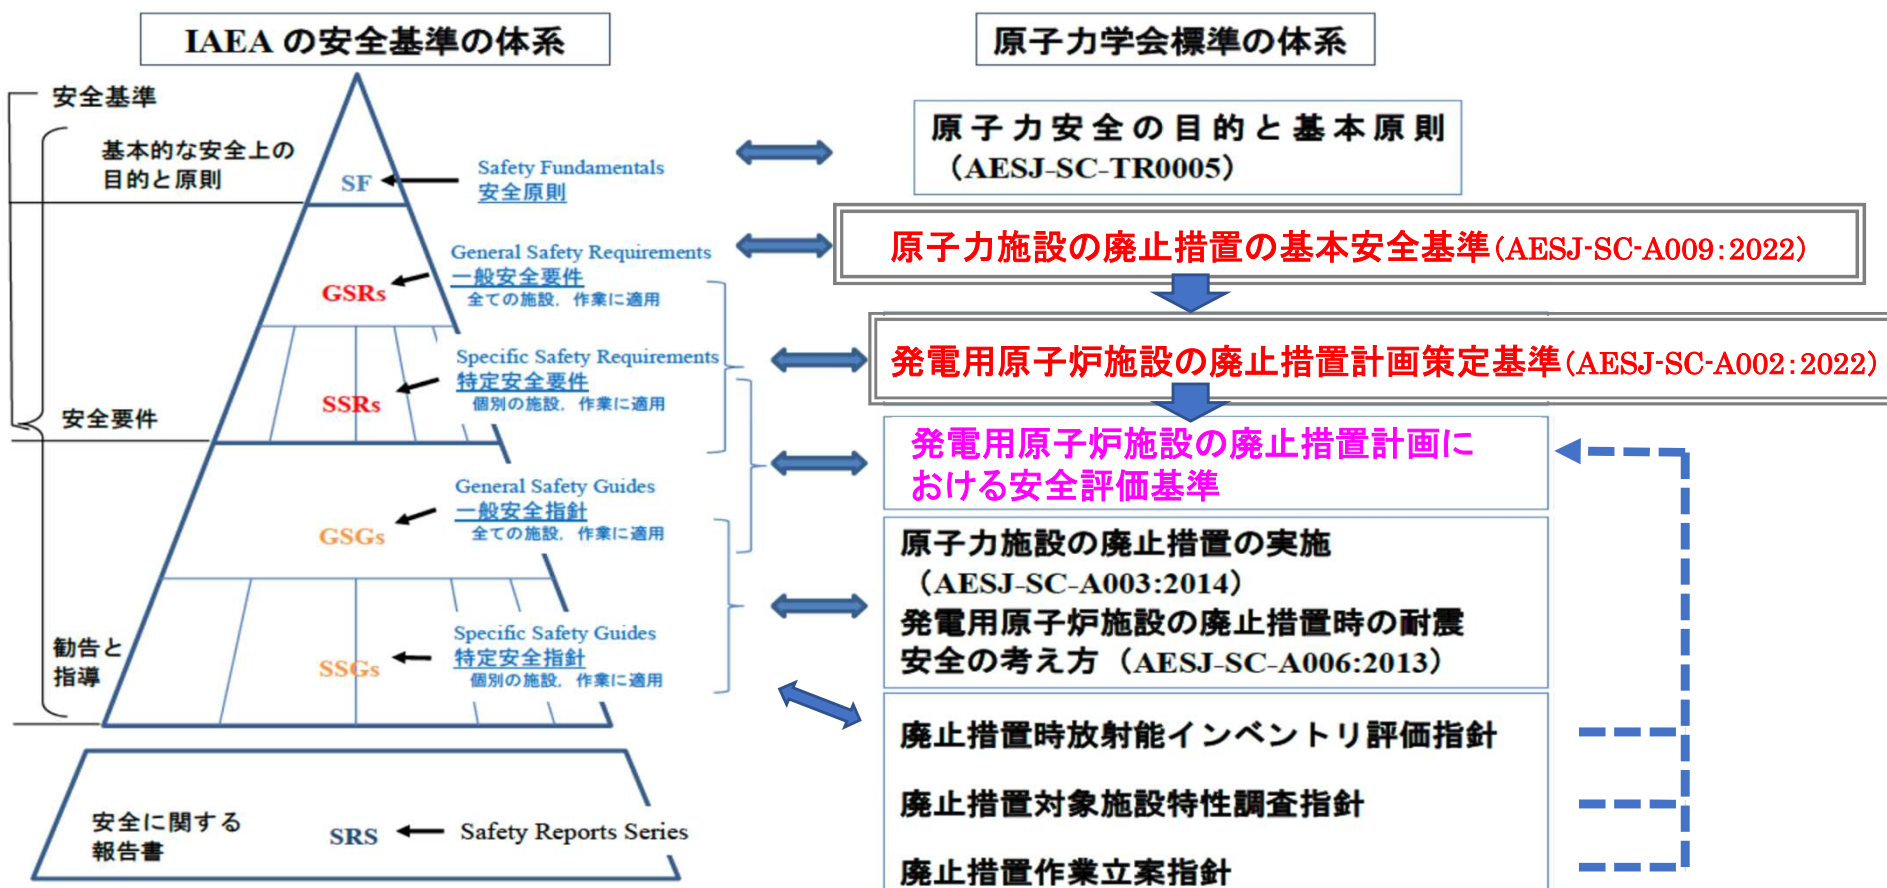 IAEA の安全基準の体系
安全基準
基本的な安全上の
目的と原則
SF
Safety Fundamentals
安全原則
General Safety Requirements
一般安全要件
全ての施設，作業に適用
GSRs
Specific Safety Requirements
特定安全要件
個別の施設，作業に適用
SSRs
安全要件
General Safety Guides
一般安全指針
全ての施設，作業に適用
GSGs
Specific Safety Guides
特定安全指針
個別の施設，作業に適用
SSGs
勧告と
指導
安全に関する
報告書
SRS
Safety Reports Series
原子力学会標準の体系
原子力安全の目的と基本原則
（AESJ-SC-TR0005）
原子力施設の廃止措置の基本安全基準(AESJ-SC-A009:2022)
発電用原子炉施設の廃止措置計画策定基準(AESJ-SC-A002:2022)
発電用原子炉施設の廃止措置計画に
おける安全評価基準
原子力施設の廃止措置の実施
（AESJ-SC-A003:2014）
発電用原子炉施設の廃止措置時の耐震
安全の考え方（AESJ-SC-A006:2013）
廃止措置時放射能インベントリ評価指針
廃止措置対象施設特性調査指針
廃止措置作業立案指針